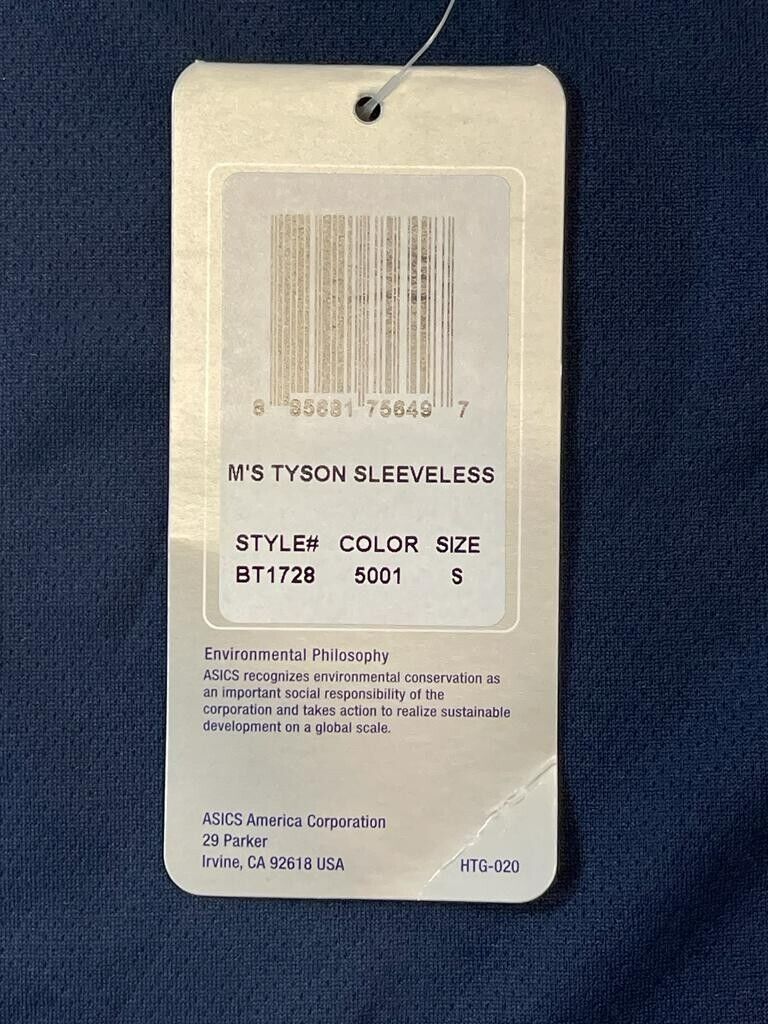 8 85681 75649 7
M'S TYSON SLEEVELESS
STYLE# COLOR SIZE
BT1728 5001 S
Environmental Philosophy
ASICS recognizes environmental conservation as
an important social responsibility of the
corporation and takes action to realize sustainable
development on a global scale.
ASICS America Corporation
29 Parker
Irvine, CA 92618 USA
HTG-020